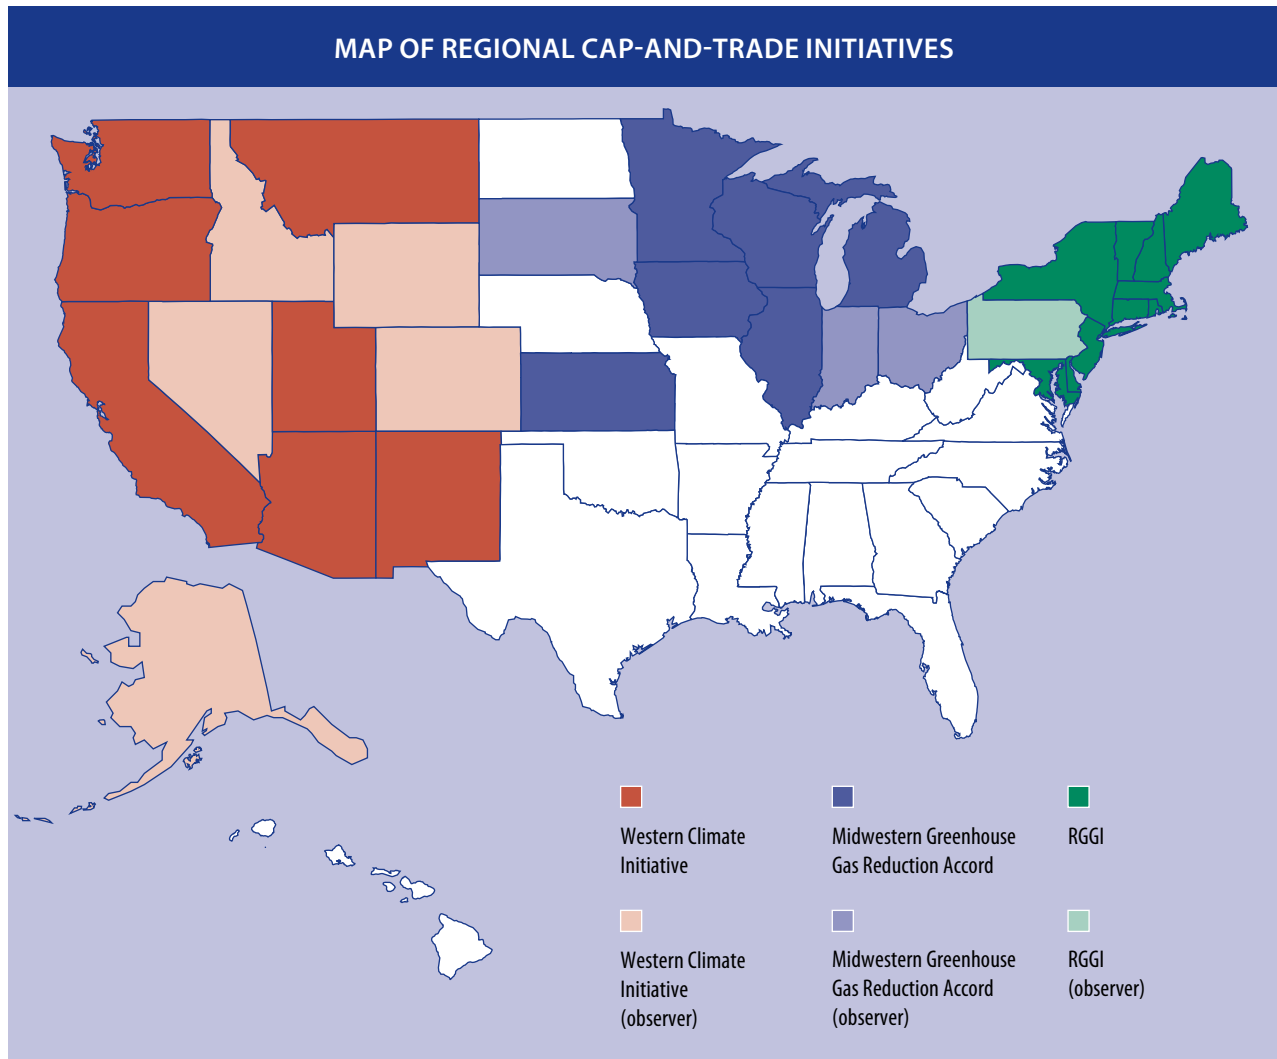 MAP OF REGIONAL CAP-AND-TRADE INITIATIVES
Western Climate
Initiative
Midwestern Greenhouse
Gas Reduction Accord
RGGI
Western Climate
Initiative
(observer)
Midwestern Greenhouse
Gas Reduction Accord
(observer)
RGGI
(observer)